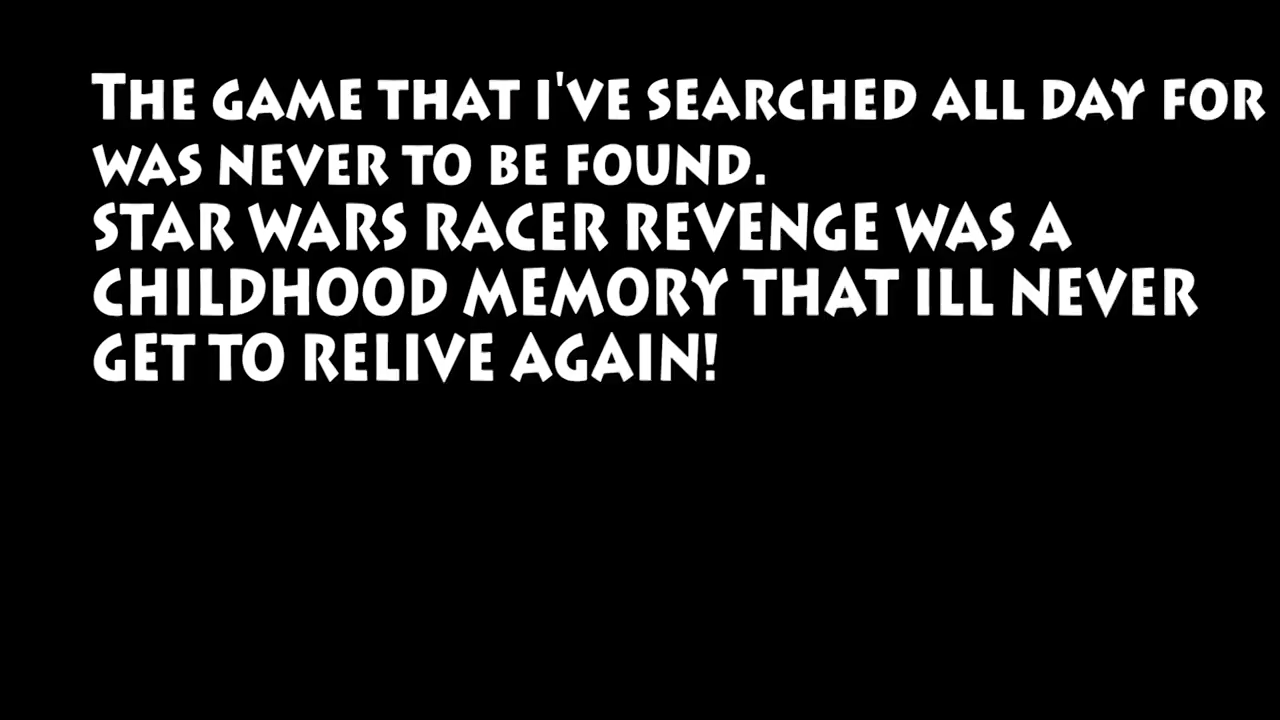 The game that i've searched all day for
was never to be found.
STAR WARS RACER REVENGE WAS A
CHILDHOOD MEMORY THAT ILL NEVER
GET TO RELIVE AGAIN!